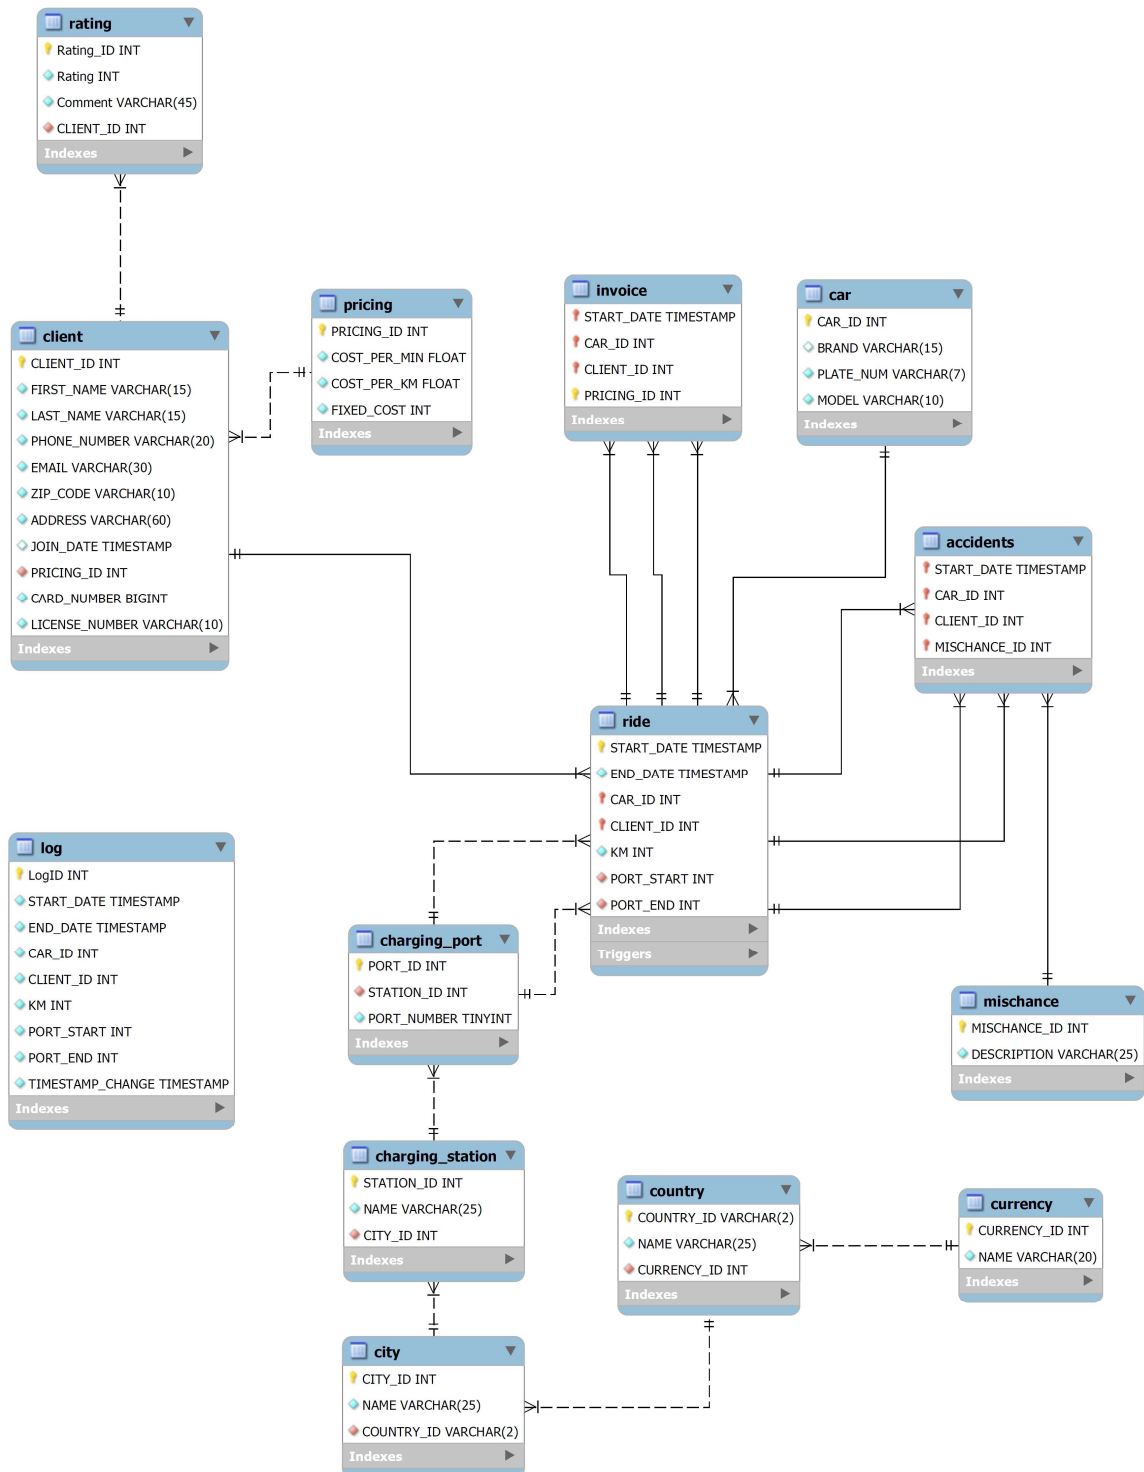 rating
Rating_ID INT
Rating INT
Comment VARCHAR(45)
CLIENT_ID INT
Indexes
client
CLIENT_ID INT
FIRST_NAME VARCHAR(15)
LAST_NAME VARCHAR(15)
PHONE_NUMBER VARCHAR(20)
EMAIL VARCHAR(30)
ZIP_CODE VARCHAR(10)
ADDRESS VARCHAR(60)
JOIN_DATE TIMESTAMP
PRICING_ID INT
CARD_NUMBER BIGINT
LICENSE_NUMBER VARCHAR(10)
Indexes
pricing
PRICING_ID INT
COST_PER_MIN FLOAT
COST_PER_KM FLOAT
FIXED_COST INT
Indexes
invoice
START_DATE TIMESTAMP
CAR_ID INT
CLIENT_ID INT
PRICING_ID INT
Indexes
car
CAR_ID INT
BRAND VARCHAR(15)
PLATE_NUM VARCHAR(7)
MODEL VARCHAR(10)
Indexes
accidents
START_DATE TIMESTAMP
CAR_ID INT
CLIENT_ID INT
MISCHANCE_ID INT
Indexes
ride
START_DATE TIMESTAMP
END_DATE TIMESTAMP
CAR_ID INT
CLIENT_ID INT
KM INT
PORT_START INT
PORT_END INT
Indexes
Triggers
log
LogID INT
START_DATE TIMESTAMP
END_DATE TIMESTAMP
CAR_ID INT
CLIENT_ID INT
KM INT
PORT_START INT
PORT_END INT
TIMESTAMP_CHANGE TIMESTAMP
Indexes
charging_port
PORT_ID INT
STATION_ID INT
PORT_NUMBER TINYINT
Indexes
mischance
MISCHANCE_ID INT
DESCRIPTION VARCHAR(25)
Indexes
charging_station
STATION_ID INT
NAME VARCHAR(25)
CITY_ID INT
Indexes
country
COUNTRY_ID VARCHAR(2)
NAME VARCHAR(25)
CURRENCY_ID INT
Indexes
currency
CURRENCY_ID INT
NAME VARCHAR(20)
Indexes
city
CITY_ID INT
NAME VARCHAR(25)
COUNTRY_ID VARCHAR(2)
Indexes